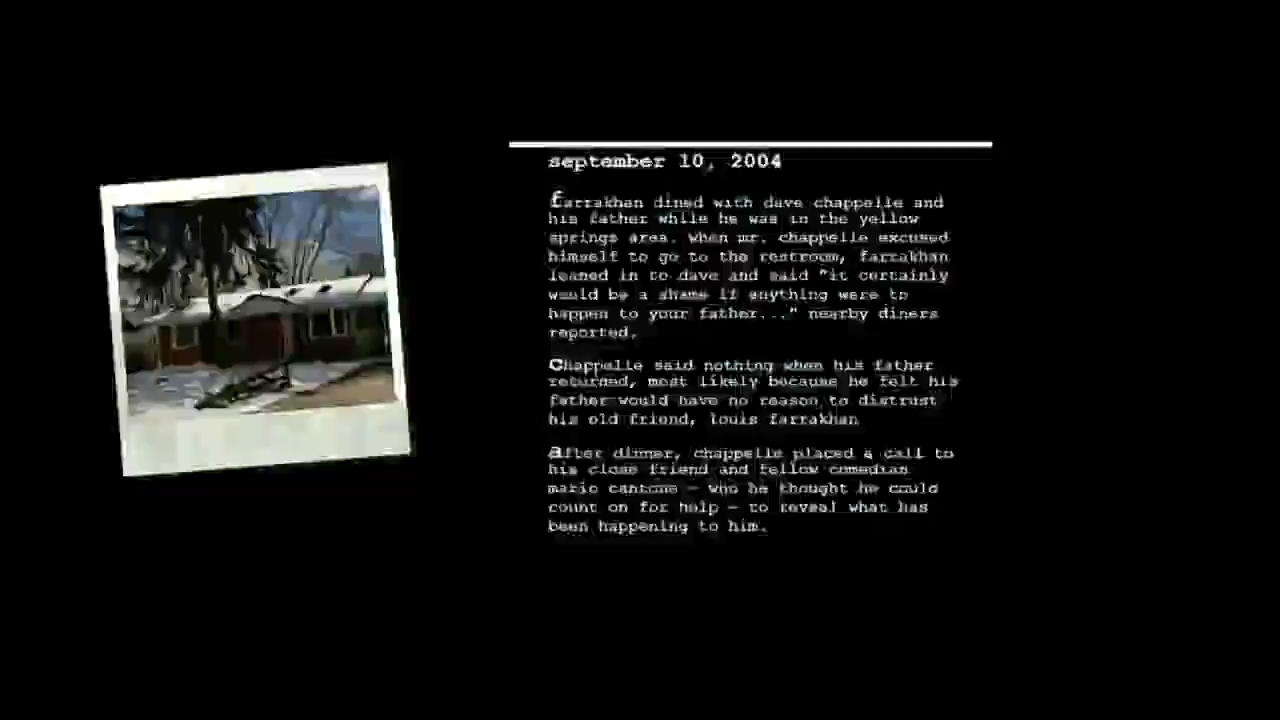 september 10, 2004
farrakhan dined with dave chappelle and
his father while he was in the yellow
springs area. when mr. chappelle excused
himself to go to the restroom, farrakhan
leaned in to dave and said "it certainly
would be a shame if anything were to
happen to your father..." nearby diners
reported.
Chappelle said nothing when his father
returned, most likely because he felt his
father would have no reason to distrust
his old friend, louis farrakhan
after dinner, chappelle placed a call to
his close friend and fellow comedian
mario cantone - who he thought he could
count on for help - to reveal what has
been happening to him.